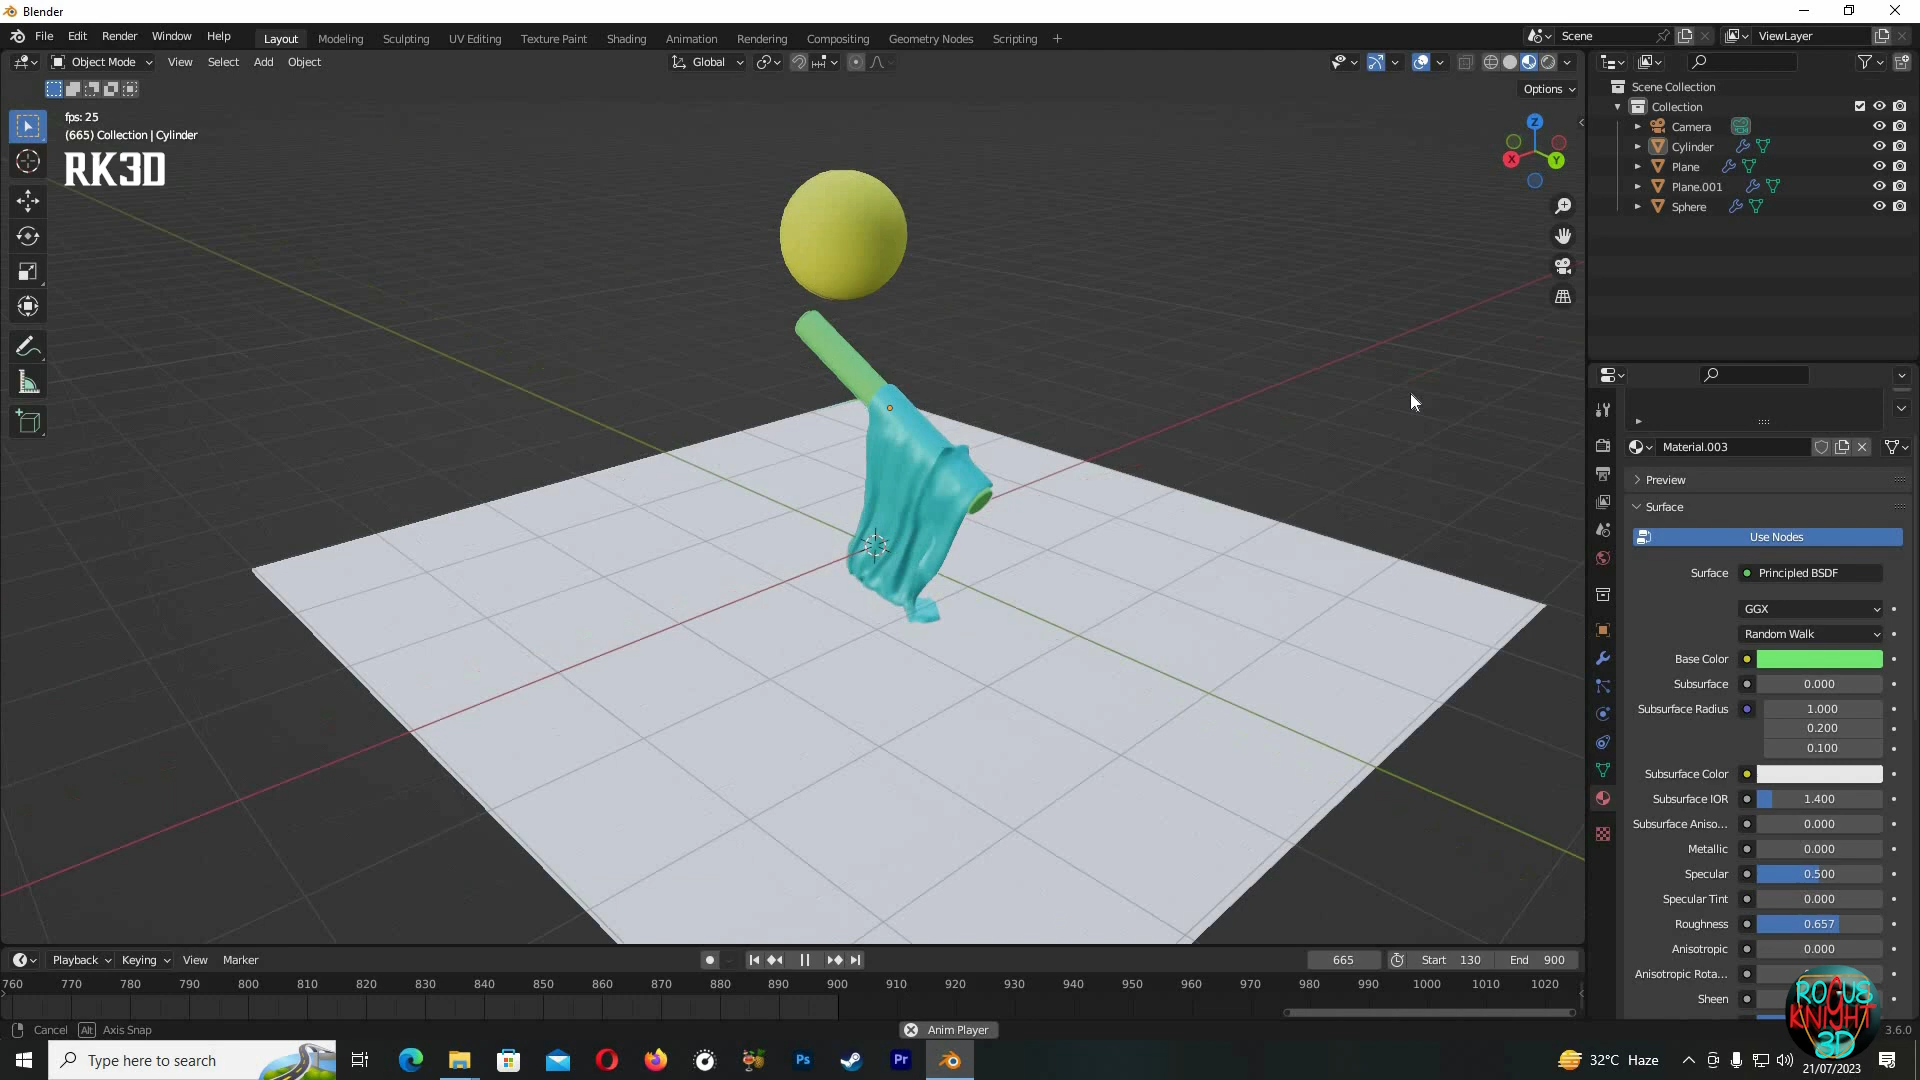 Blender
File Edit Render Window Help
Layout Modeling Sculpting UV Editing Texture Paint Shading Animation Rendering Compositing Geometry Nodes Scripting +
Scene
ViewLayer
Object Mode View Select Add Object
Global
Options
fps: 25
(665) Collection | Cylinder
RK3D
Z
X
Y
Scene Collection
Collection
Camera
Cylinder
Plane
Plane.001
Sphere
Material.003
Preview
Surface
Use Nodes
Surface Principled BSDF
GGX
Random Walk
Base Color
Subsurface 0.000
Subsurface Radius 1.000
0.200
0.100
Subsurface Color
Subsurface IOR 1.400
Subsurface Aniso... 0.000
Metallic 0.000
Specular 0.500
Specular Tint 0.000
Roughness 0.657
Anisotropic 0.000
Anisotropic Rota...
Sheen
Playback Keying View Marker
665 Start 130 End 900
760 770 780 790 800 810 820 830 840 850 860 870 880 890 900 910 920 930 940 950 960 970 980 990 1000 1010 1020
Cancel Alt Axis Snap
Anim Player
3.6.0
ROGUE
KNIGHT
3D
Type here to search
Ps
Pr
32°C Haze
21/07/2023